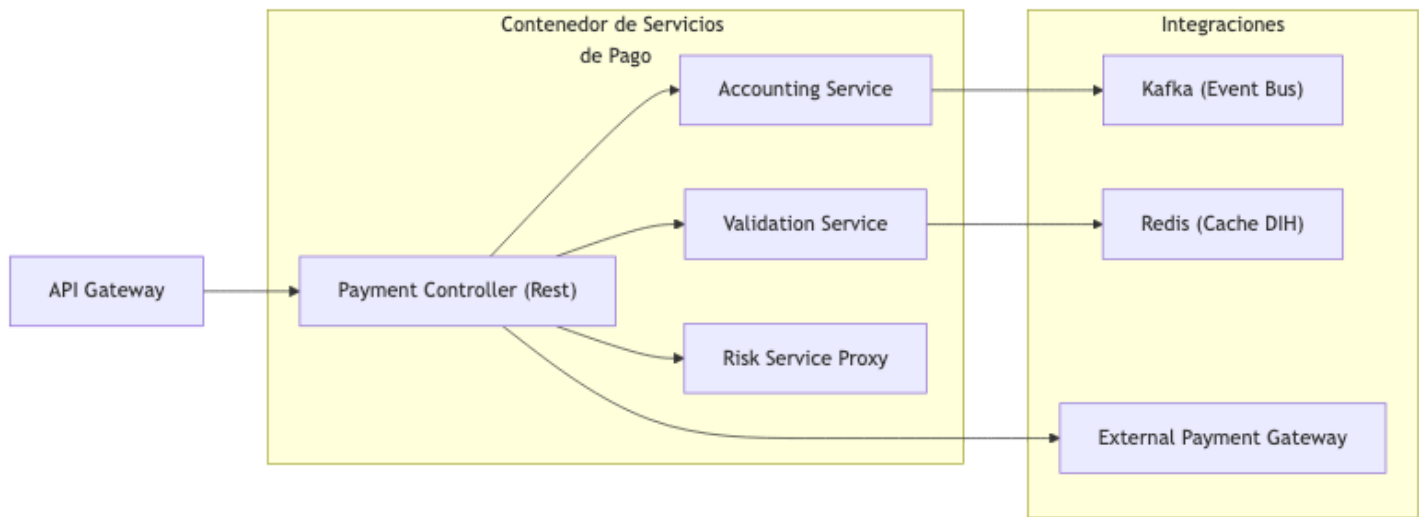 Contenedor de Servicios
de Pago
Integraciones
Accounting Service
Kafka (Event Bus)
Validation Service
Redis (Cache DIH)
API Gateway
Payment Controller (Rest)
Risk Service Proxy
External Payment Gateway